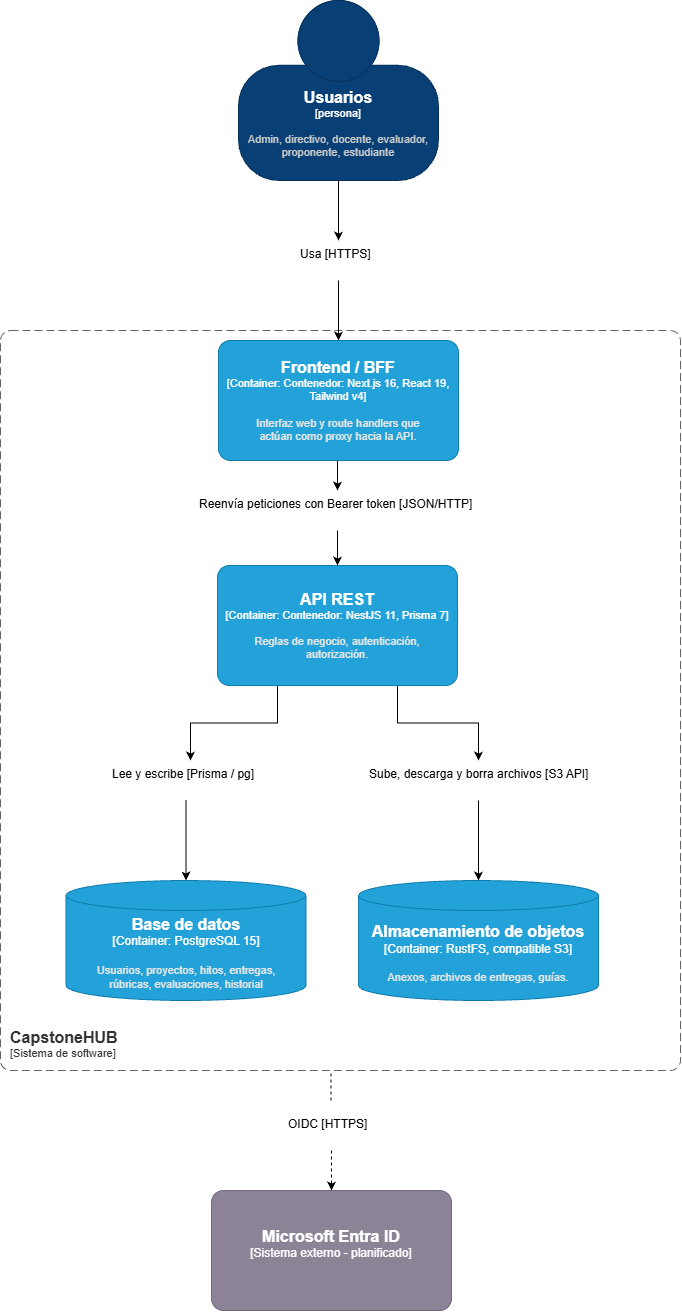 Usuarios
[persona]
Admin, directivo, docente, evaluador,
proponente, estudiante
Usa [HTTPS]
Frontend / BFF
[Container: Contenedor: Next.js 16, React 19,
Tailwind v4]
Interfaz web y route handlers que
actúan como proxy hacia la API.
Reenvía peticiones con Bearer token [JSON/HTTP]
API REST
[Container: Contenedor: NestJS 11, Prisma 7]
Reglas de negocio, autenticación,
autorización.
Lee y escribe [Prisma / pg]
Sube, descarga y borra archivos [S3 API]
Base de datos
[Container: PostgreSQL 15]
Usuarios, proyectos, hitos, entregas,
rúbricas, evaluaciones, historial
Almacenamiento de objetos
[Container: RustFS, compatible S3]
Anexos, archivos de entregas, guías.
CapstoneHUB
[Sistema de software]
OIDC [HTTPS]
Microsoft Entra ID
[Sistema externo - planificado]